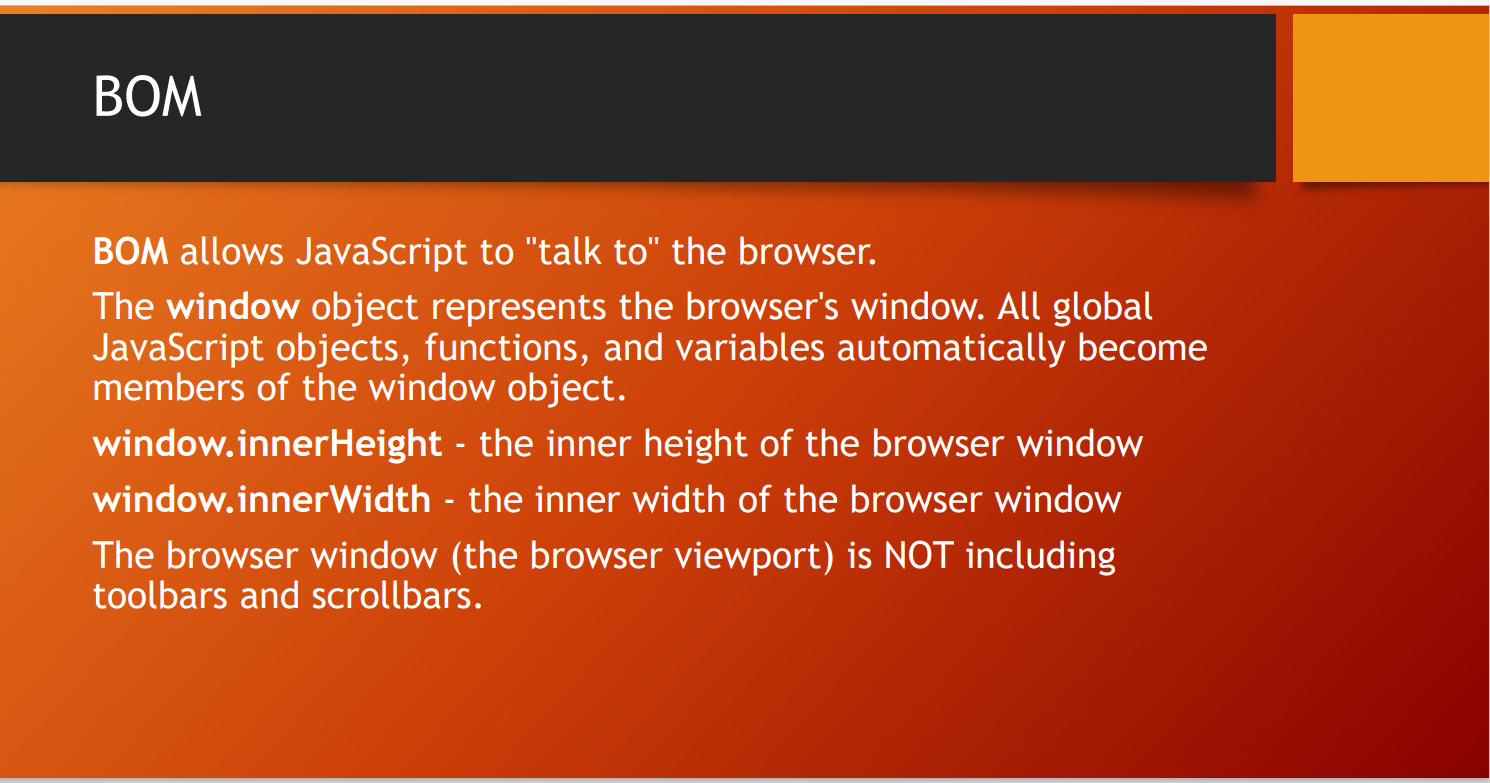 BOM
BOM allows JavaScript to "talk to" the browser.
The window object represents the browser's window. All global
JavaScript objects, functions, and variables automatically become
members of the window object.
window.innerHeight - the inner height of the browser window
window.innerWidth - the inner width of the browser window
The browser window (the browser viewport) is NOT including
toolbars and scrollbars.